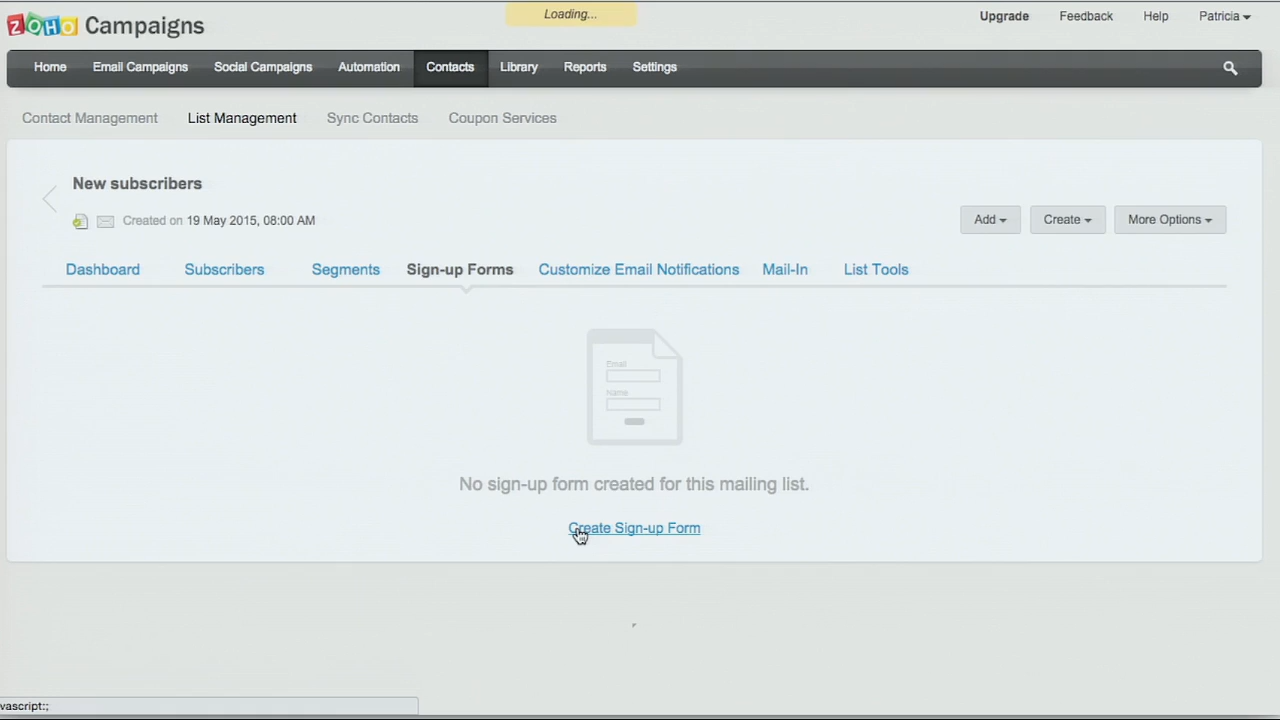 Loading...
ZOHO Campaigns
Upgrade Feedback Help Patricia
Home Email Campaigns Social Campaigns Automation Contacts Library Reports Settings
Contact Management List Management Sync Contacts Coupon Services
New subscribers
Created on 19 May 2015, 08:00 AM
Add Create More Options
Dashboard Subscribers Segments Sign-up Forms Customize Email Notifications Mail-In List Tools
Email
Name
No sign-up form created for this mailing list.
Create Sign-up Form
vascript:;